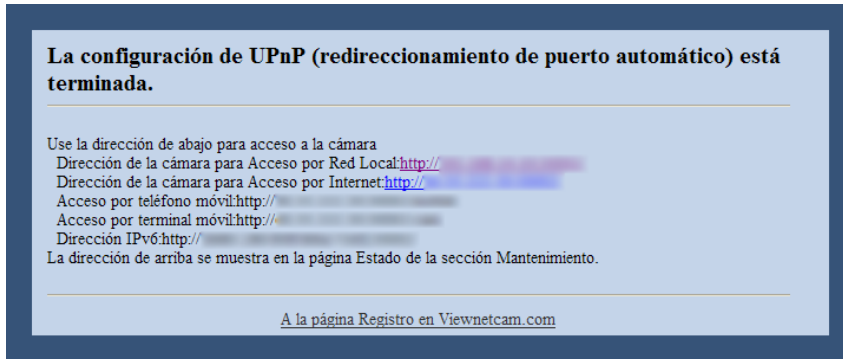 La configuración de UPnP (redireccionamiento de puerto automático) está
terminada.
Use la dirección de abajo para acceso a la cámara
Dirección de la cámara para Acceso por Red Local:http://
Dirección de la cámara para Acceso por Internet:http://
Acceso por teléfono móvil:http://
Acceso por terminal móvil:http://
Dirección IPv6:http://
La dirección de arriba se muestra en la página Estado de la sección Mantenimiento.
A la página Registro en Viewnetcam.com